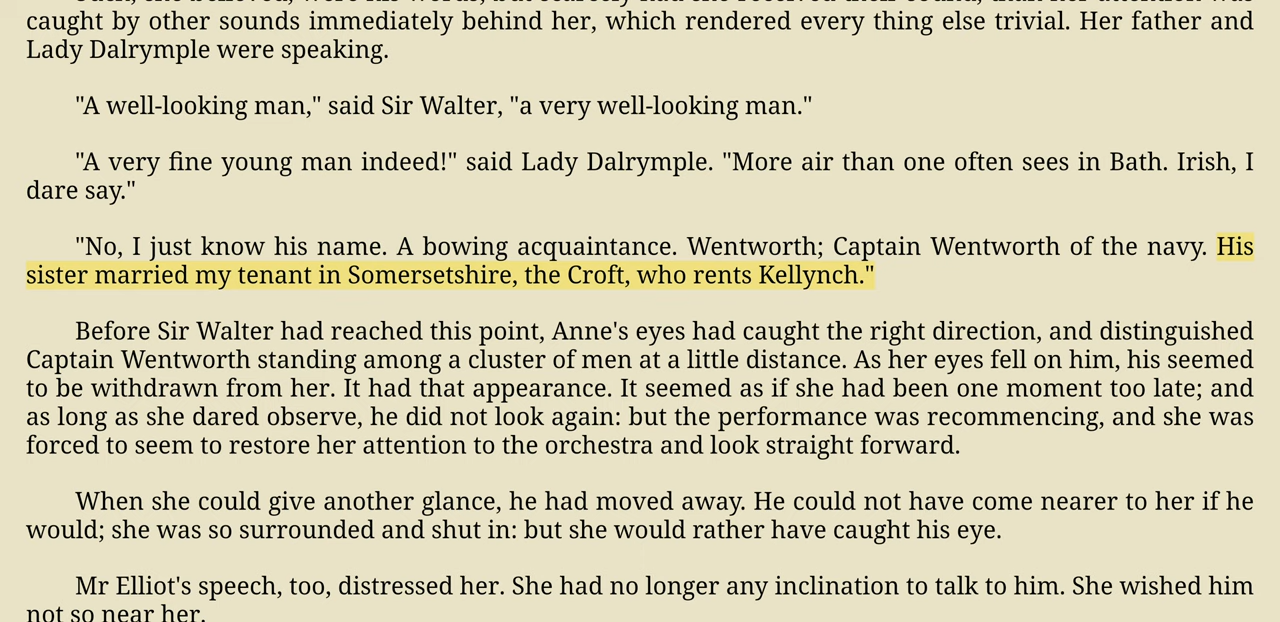 caught by other sounds immediately behind her, which rendered every thing else trivial. Her father and
Lady Dalrymple were speaking.
"A well-looking man," said Sir Walter, "a very well-looking man."
"A very fine young man indeed!" said Lady Dalrymple. "More air than one often sees in Bath. Irish, I
dare say."
"No, I just know his name. A bowing acquaintance. Wentworth; Captain Wentworth of the navy. His
sister married my tenant in Somersetshire, the Croft, who rents Kellynch."
Before Sir Walter had reached this point, Anne's eyes had caught the right direction, and distinguished
Captain Wentworth standing among a cluster of men at a little distance. As her eyes fell on him, his seemed
to be withdrawn from her. It had that appearance. It seemed as if she had been one moment too late; and
as long as she dared observe, he did not look again: but the performance was recommencing, and she was
forced to seem to restore her attention to the orchestra and look straight forward.
When she could give another glance, he had moved away. He could not have come nearer to her if he
would; she was so surrounded and shut in: but she would rather have caught his eye.
Mr Elliot's speech, too, distressed her. She had no longer any inclination to talk to him. She wished him
not so near her.